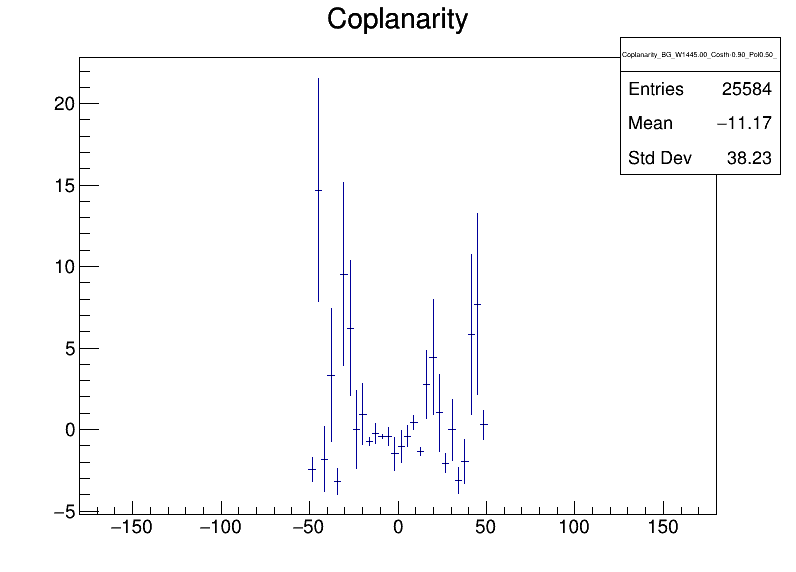 Coplanarity
Coplanarity_BG_W1445.00_Costh-0.90_Pol0.50_
Entries 25584
Mean −11.17
Std Dev 38.23
20
15
10
5
0
−5
−150 −100 −50 0 50 100 150